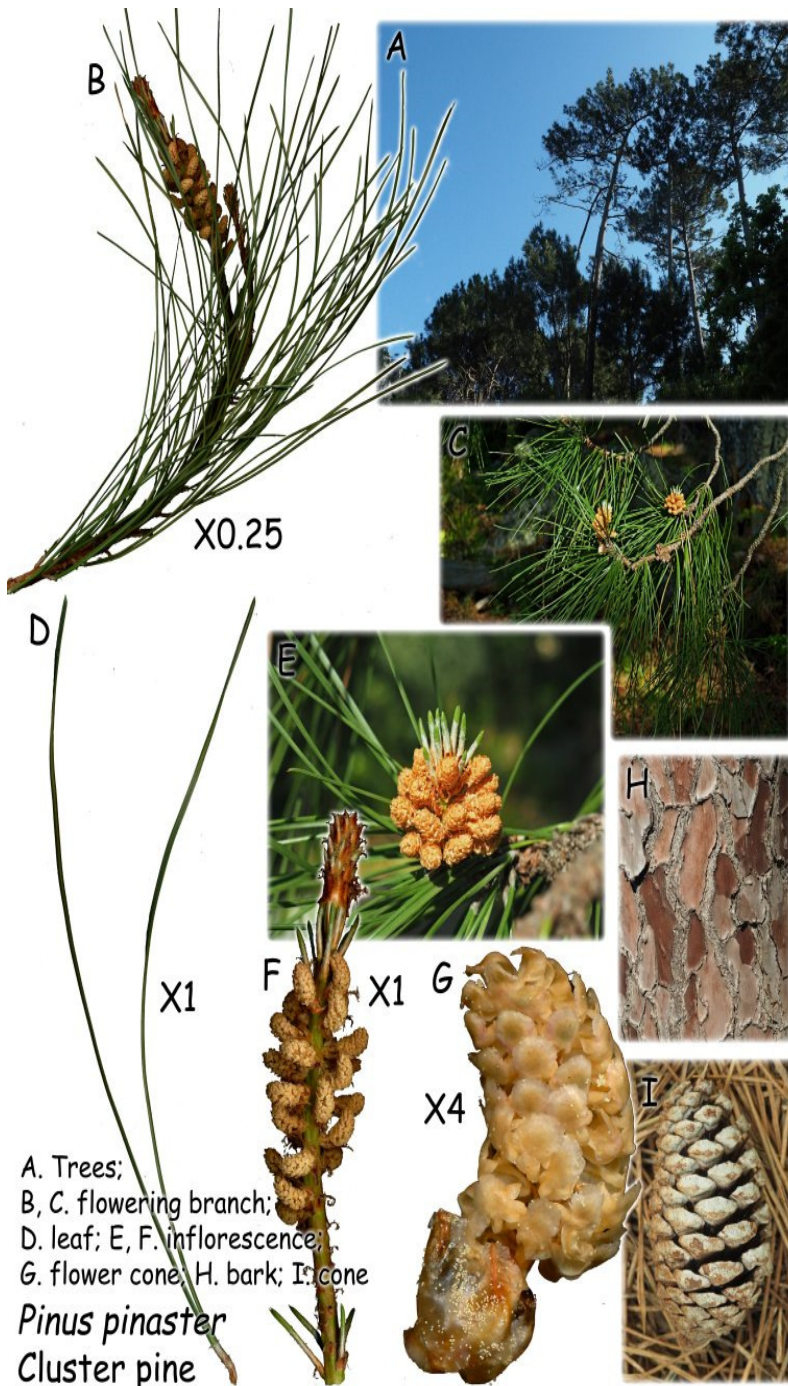 A
B
C
X0.25
D
E
H
X1
F
X1
G
X4
I
A. Trees;
B, C. flowering branch;
D. leaf; E, F. inflorescence;
G. flower cone; H. bark; I. cone
Pinus pinaster
Cluster pine